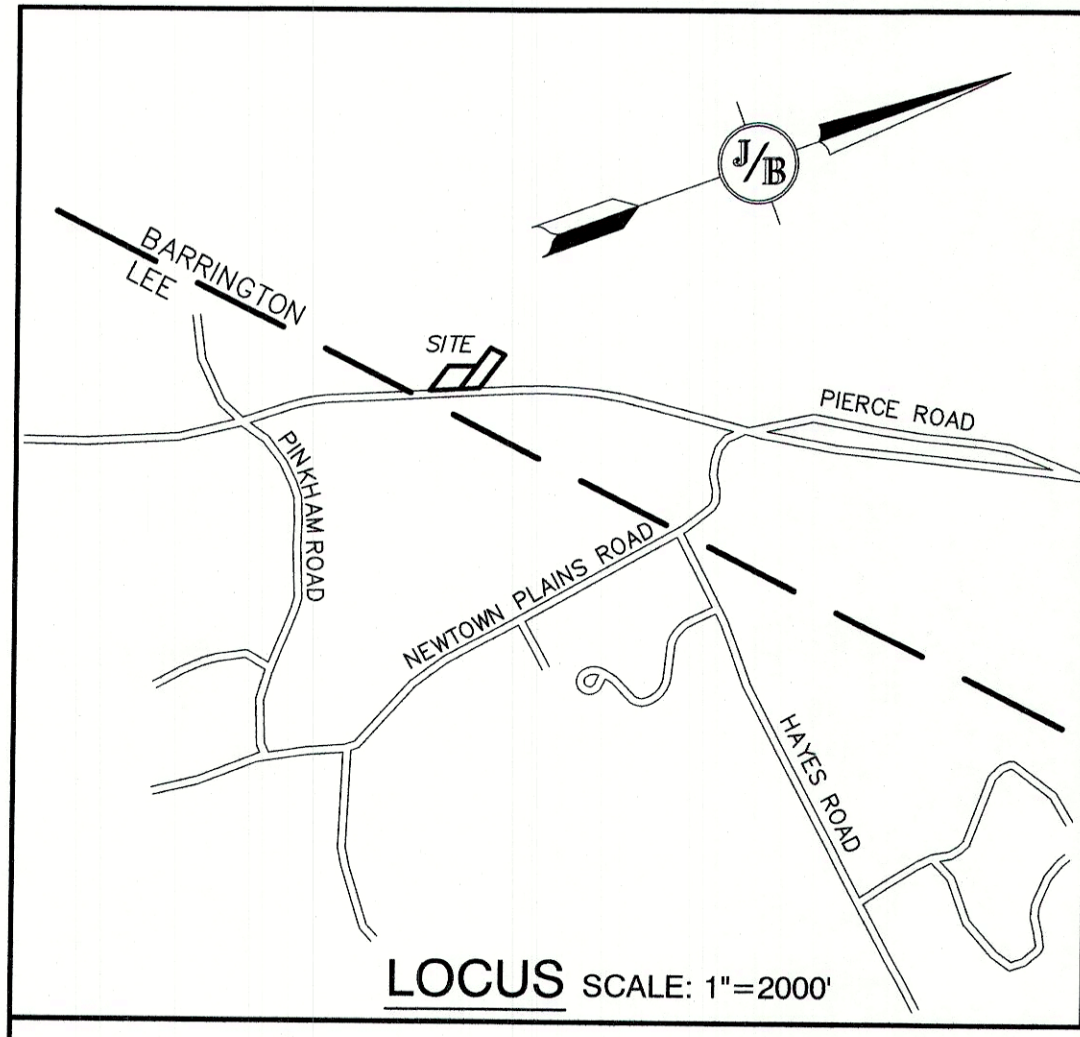 J/B
BARRINGTON
LEE
SITE
PIERCE ROAD
PINKHAM ROAD
NEWTOWN PLAINS ROAD
HAYES ROAD
LOCUS SCALE: 1"=2000'